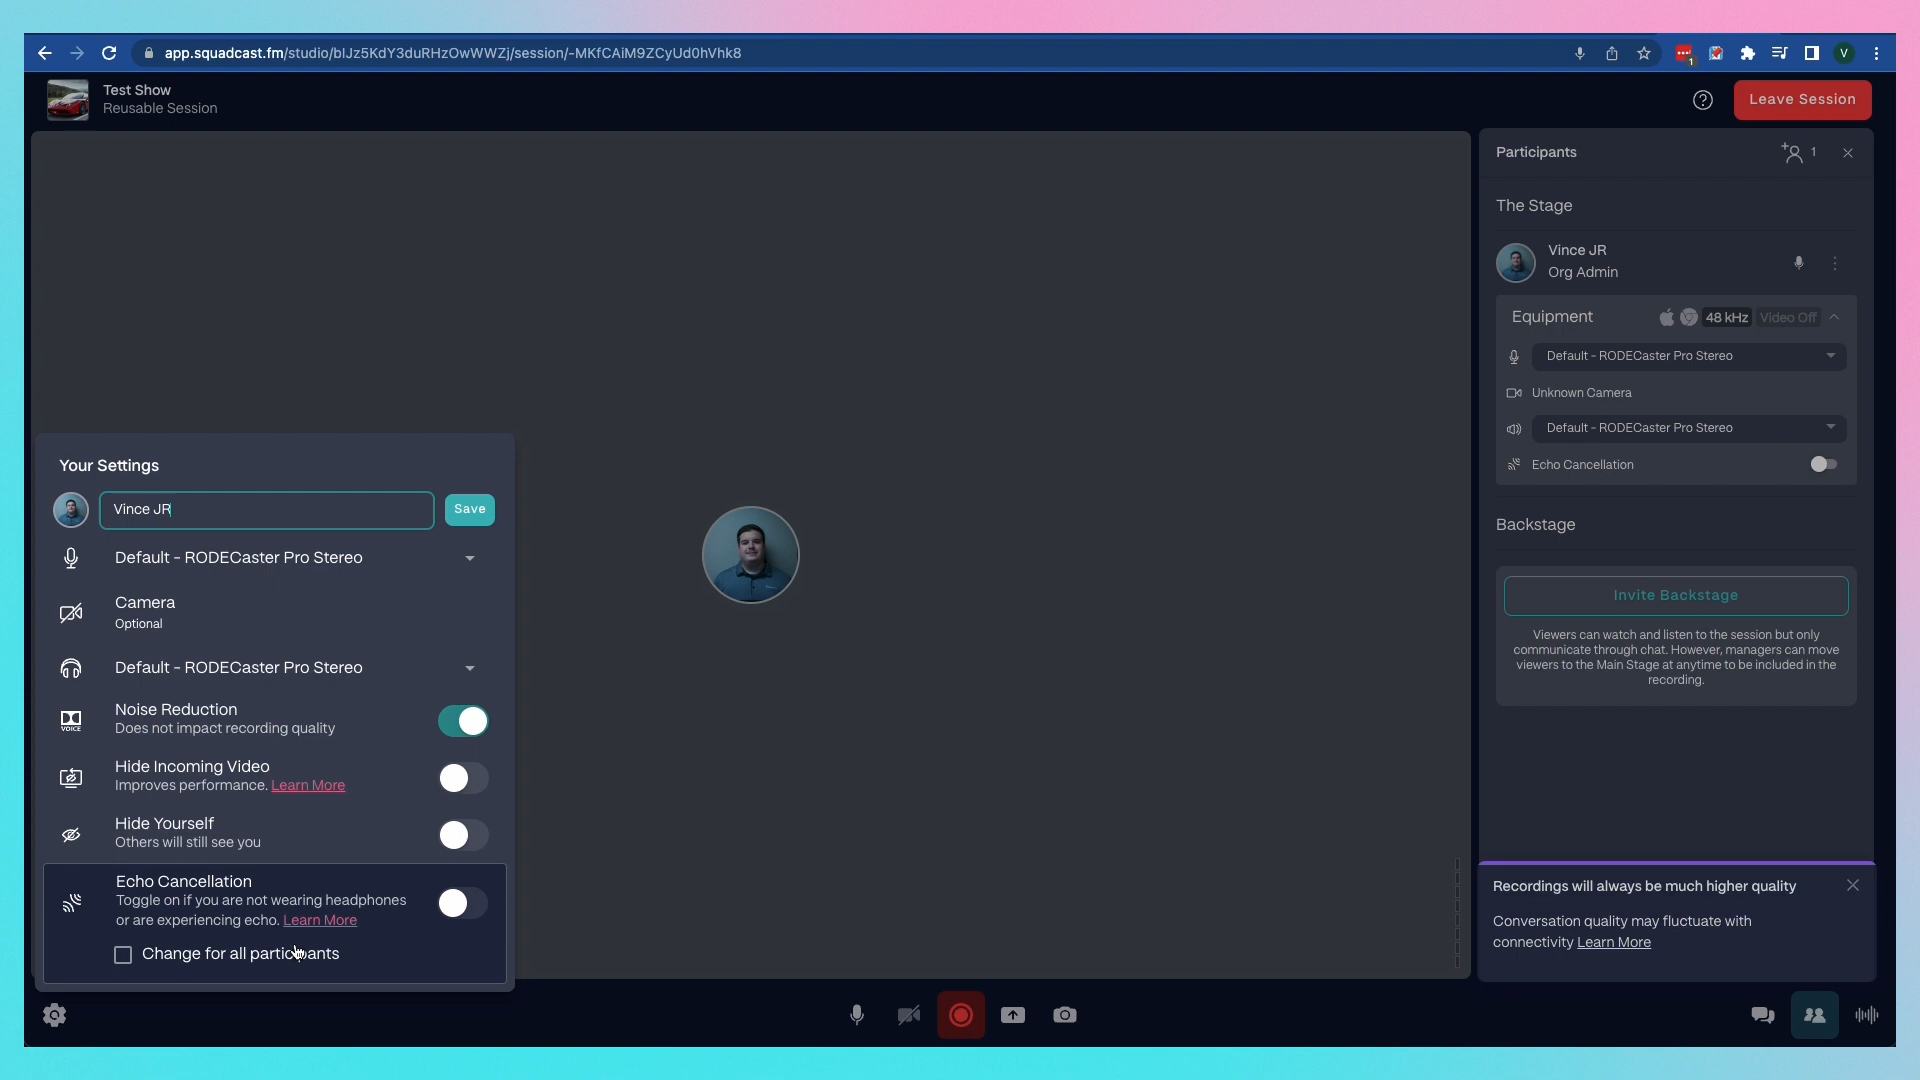 app.squadcast.fm/studio/blJz5KdY3duRHzOwWWZj/session/-MKfCAiM9ZCyUd0hVhk8
1
V
Test Show
Reusable Session
Leave Session
Participants
1
The Stage
Vince JR
Org Admin
Equipment
48 kHz
Video Off
Default - RODECaster Pro Stereo
Unknown Camera
Default - RODECaster Pro Stereo
Echo Cancellation
Backstage
Invite Backstage
Viewers can watch and listen to the session but only
communicate through chat. However, managers can move
viewers to the Main Stage at anytime to be included in the
recording.
Your Settings
Vince JR
Save
Default - RODECaster Pro Stereo
Camera
Optional
Default - RODECaster Pro Stereo
VOICE
Noise Reduction
Does not impact recording quality
Hide Incoming Video
Improves performance. Learn More
Hide Yourself
Others will still see you
Echo Cancellation
Toggle on if you are not wearing headphones
or are experiencing echo. Learn More
Change for all participants
Recordings will always be much higher quality
Conversation quality may fluctuate with
connectivity Learn More